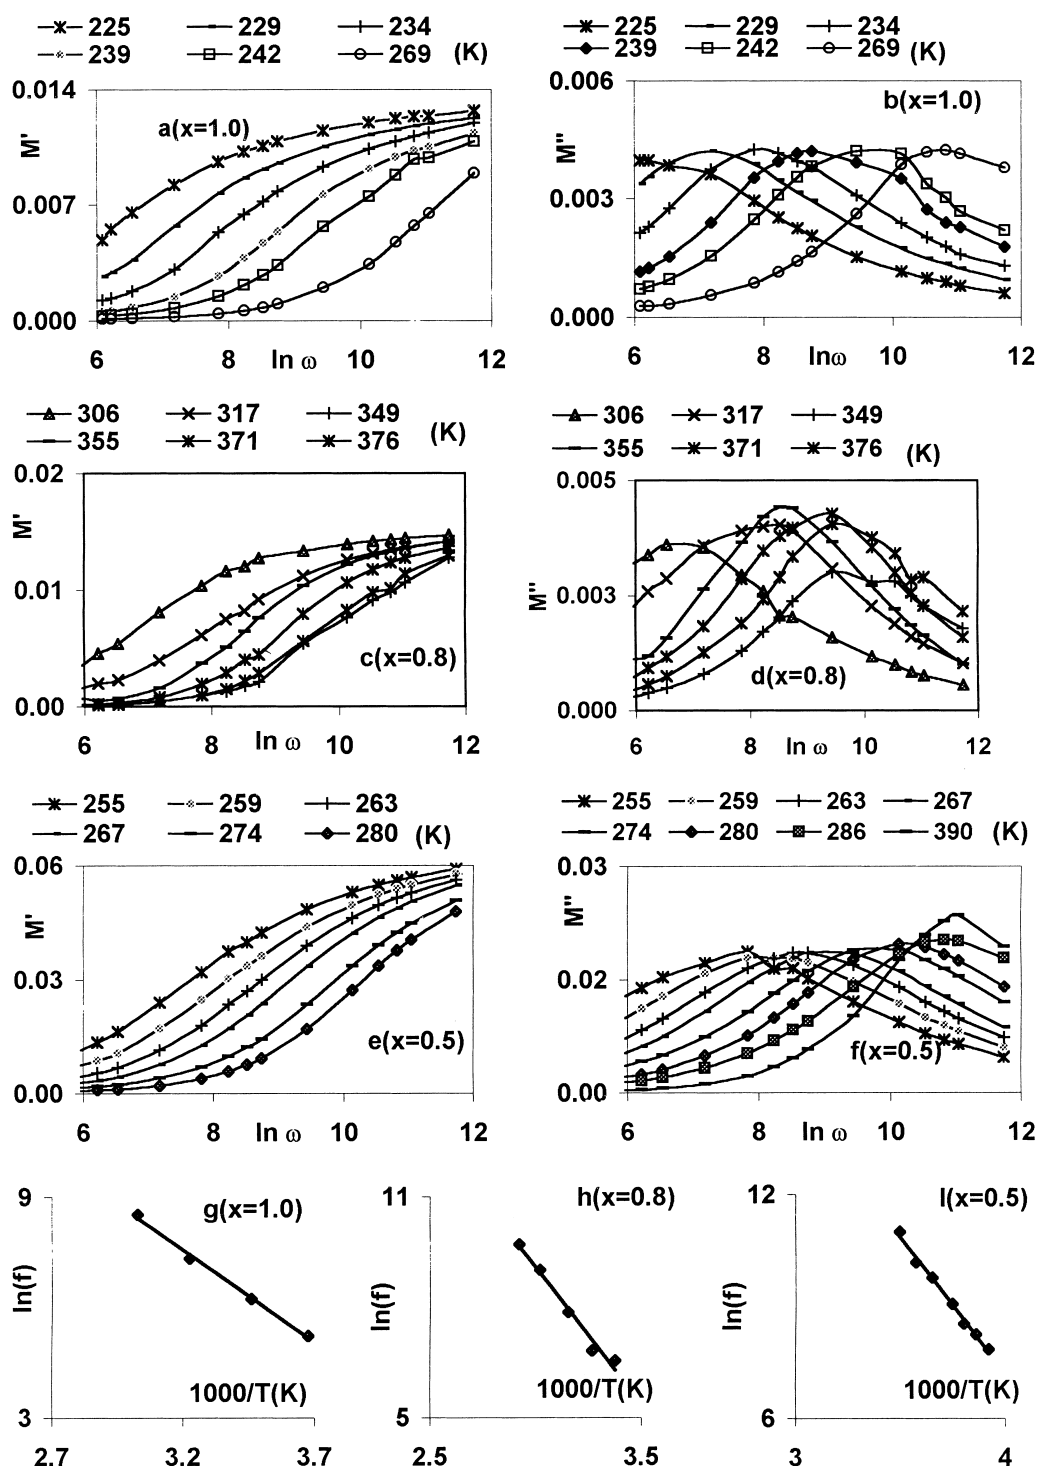 225 229 234
239 242 269 (K)
0.014
a(x=1.0)
M'
0.007
0.000
6 8 10 12
ln ω
225 229 234
239 242 269 (K)
0.006
b(x=1.0)
M"
0.003
0.000
6 8 10 12
lnω
306 317 349
355 371 376 (K)
0.02
M'
0.01
c(x=0.8)
0.00
6 8 10 12
ln ω
306 317 349
355 371 376 (K)
0.005
M"
0.003
d(x=0.8)
0.000
6 8 10 12
ln ω
255 259 263
267 274 280 (K)
0.06
M'
0.03
e(x=0.5)
0.00
6 8 10 12
ln ω
255 259 263 267
274 280 286 390 (K)
0.03
M"
0.02
f(x=0.5)
0.00
6 8 10 12
ln ω
9
g(x=1.0)
ln(f)
1000/T(K)
3
2.7 3.2 3.7
11
h(x=0.8)
ln(f)
1000/T(K)
5
2.5 3.5
12
I(x=0.5)
ln(f)
1000/T(K)
6
3 4